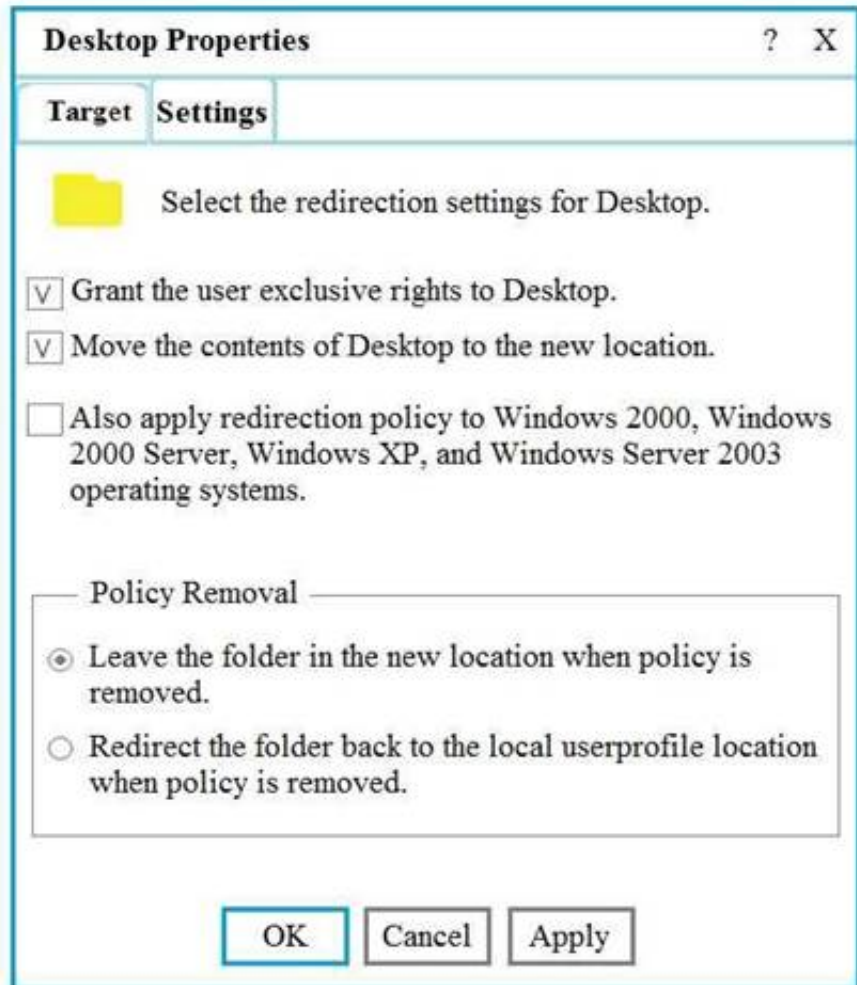 Desktop Properties ? X
Target Settings
Select the redirection settings for Desktop.
V Grant the user exclusive rights to Desktop.
V Move the contents of Desktop to the new location.
Also apply redirection policy to Windows 2000, Windows
2000 Server, Windows XP, and Windows Server 2003
operating systems.
Policy Removal
Leave the folder in the new location when policy is
removed.
Redirect the folder back to the local userprofile location
when policy is removed.
OK Cancel Apply